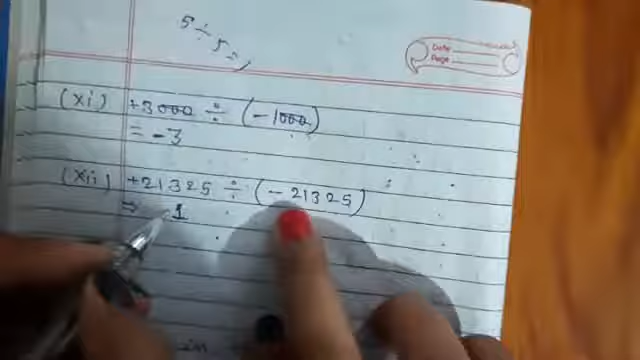 5 ÷ 5 = 1
Date
Page
(xi) +3000 ÷ (-1000)
= -3
(xii) +21325 ÷ (-21325)
⇒ 1